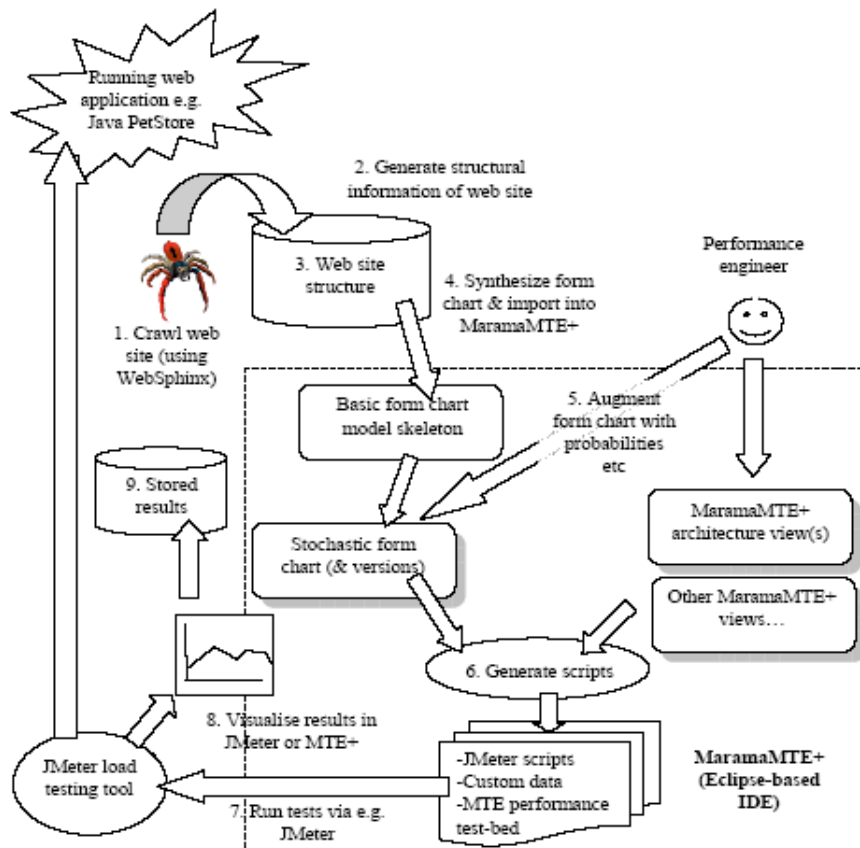 Running web
application e.g.
Java PetStore
2. Generate structural
information of web site
3. Web site
structure
Performance
engineer
4. Synthesize form
chart & import into
MaramaMTE+
1. Crawl web
site (using
WebSphinx)
Basic form chart
model skeleton
5. Augment
form chart with
probabilities
etc
9. Stored
results
MaramaMTE+
architecture view(s)
Stochastic form
chart (& versions)
Other MaramaMTE+
views…
6. Generate scripts
8. Visualise results in
JMeter or MTE+
JMeter load
testing tool
-JMeter scripts
-Custom data
-MTE performance
test-bed
MaramaMTE+
(Eclipse-based
IDE)
7. Run tests via e.g.
JMeter